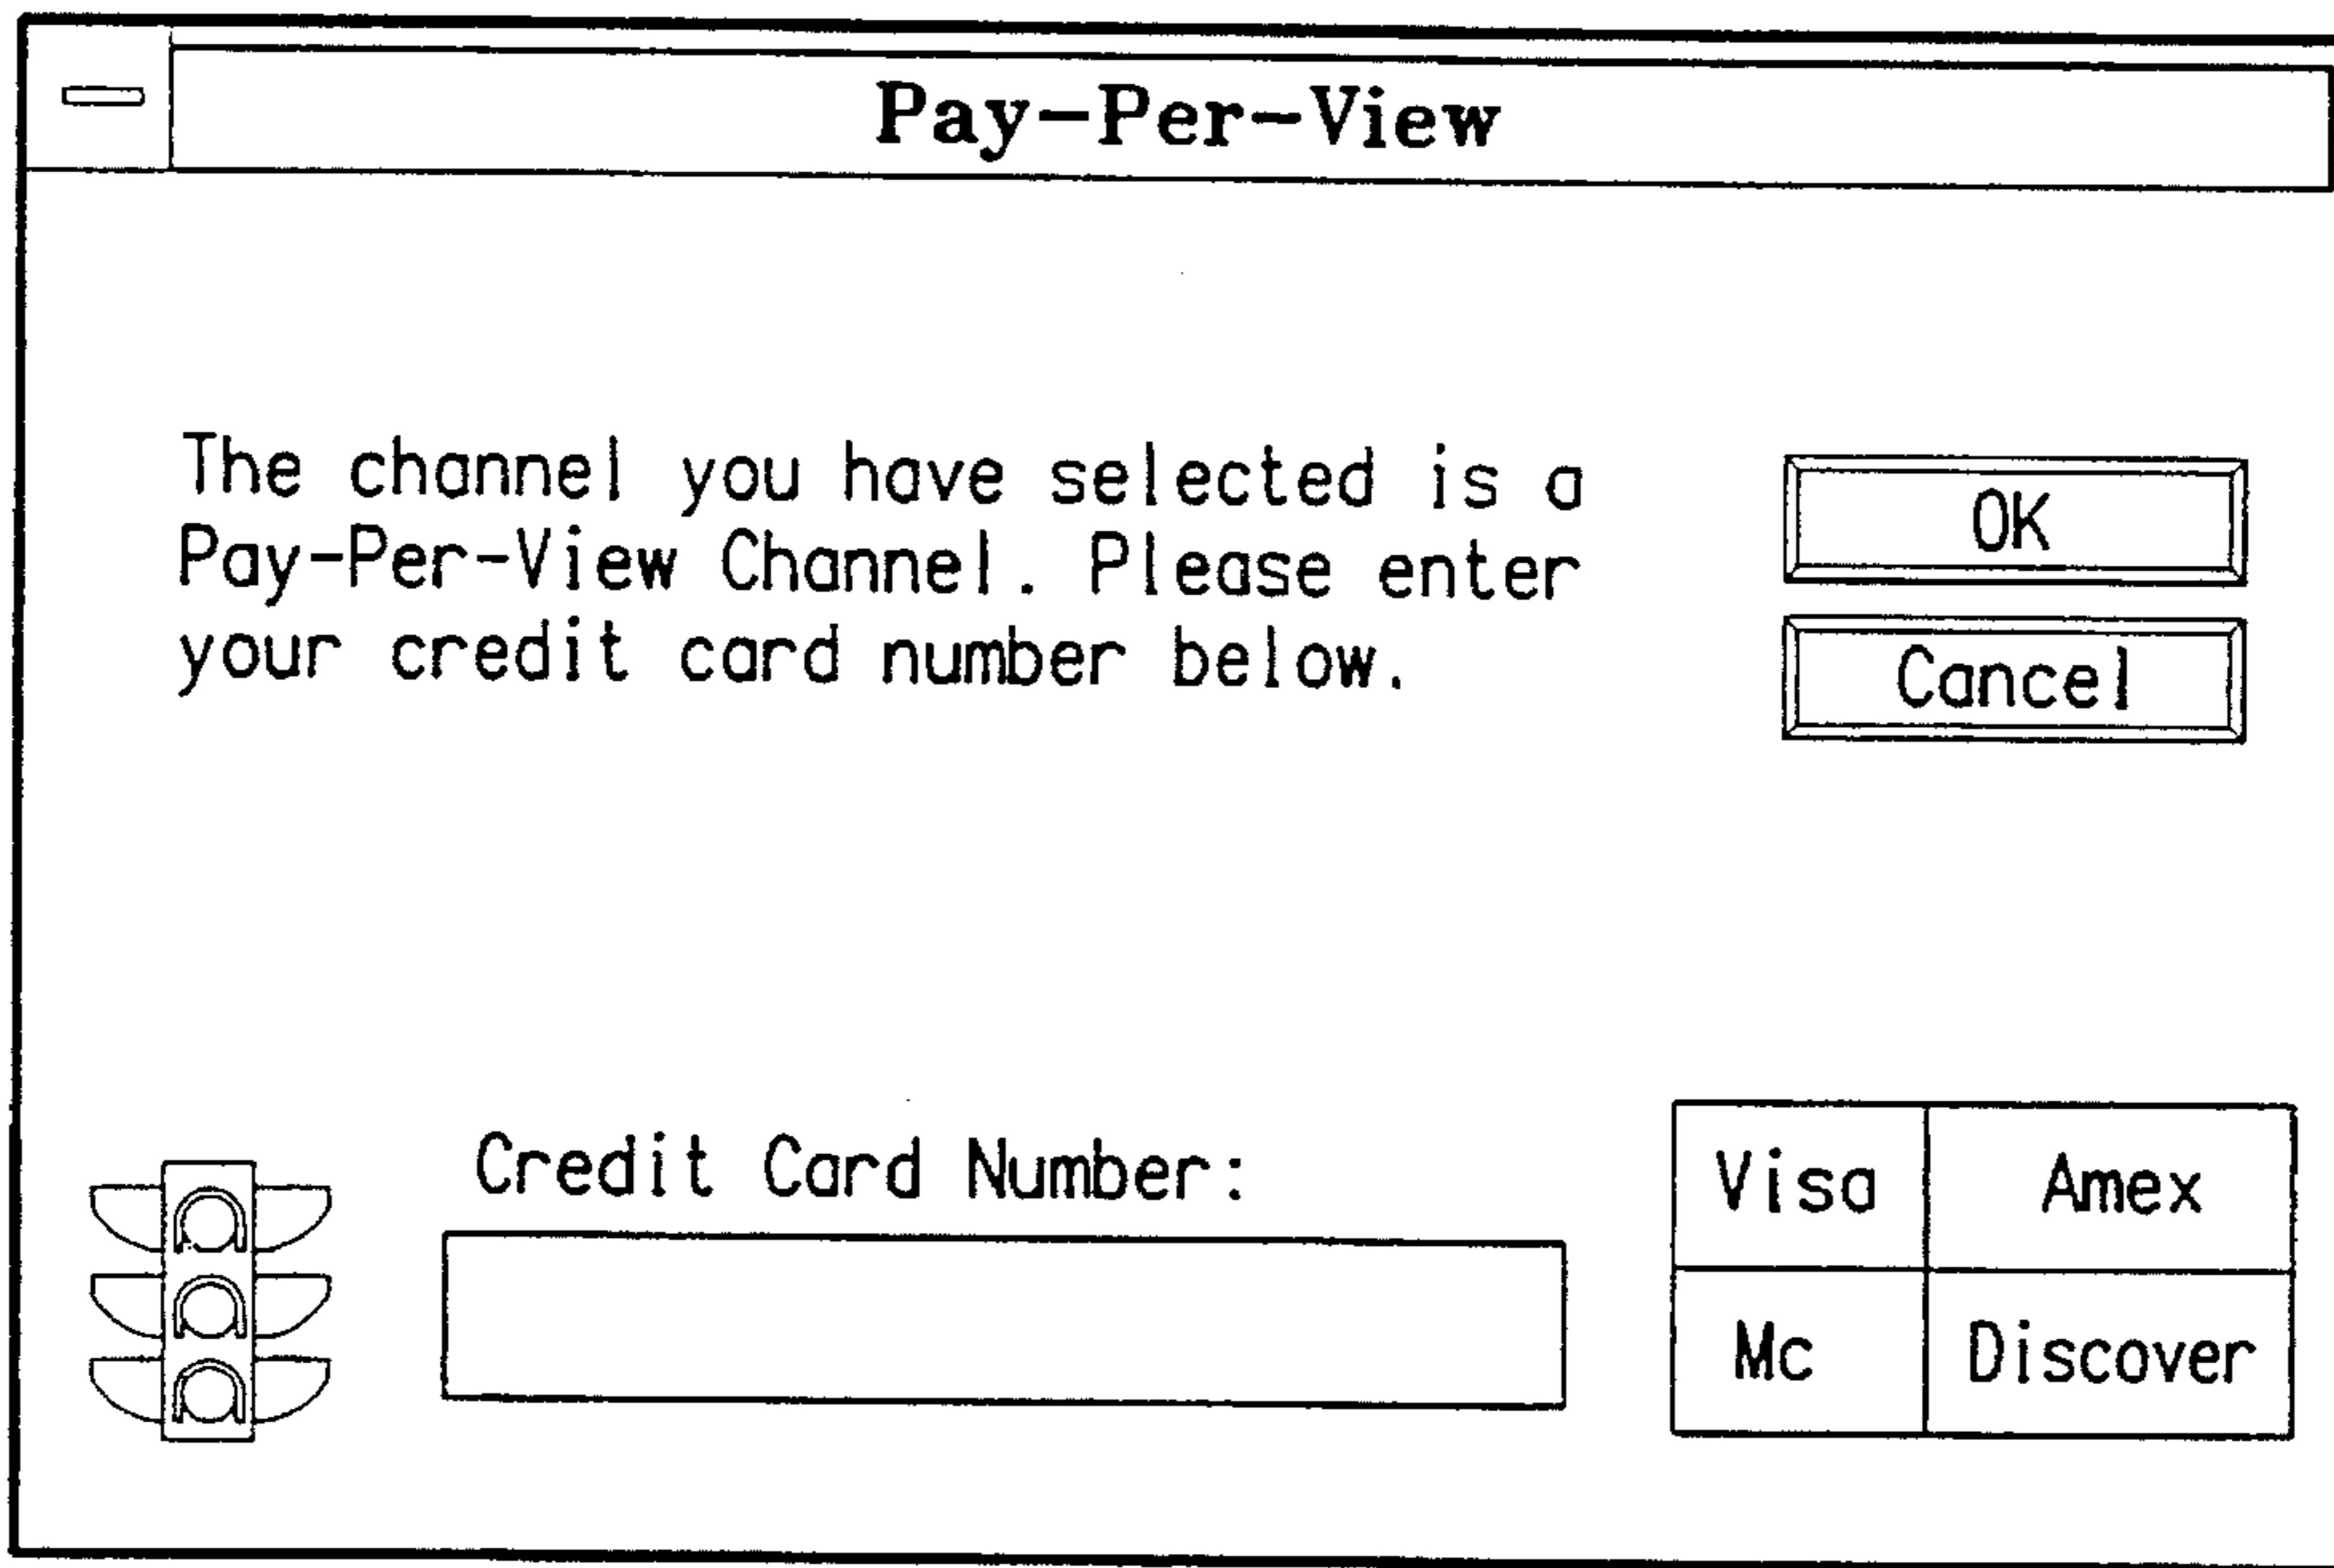 Pay-Per-View
The channel you have selected is a
Pay-Per-View Channel. Please enter
your credit card number below.
OK
Cancel
Credit Card Number:
Visa Amex
Mc Discover